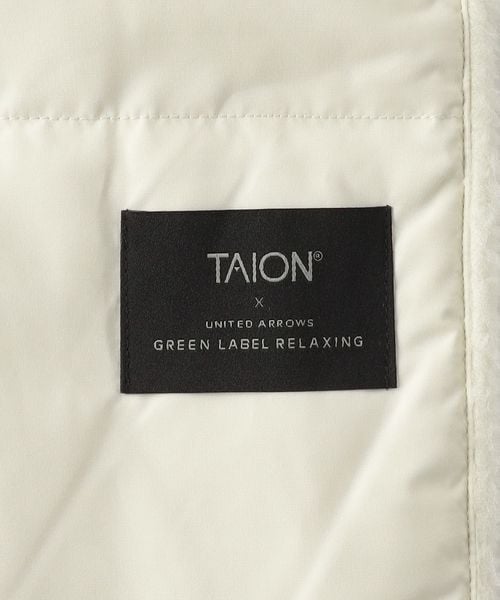 TAION®
X
UNITED ARROWS
GREEN LABEL RELAXING